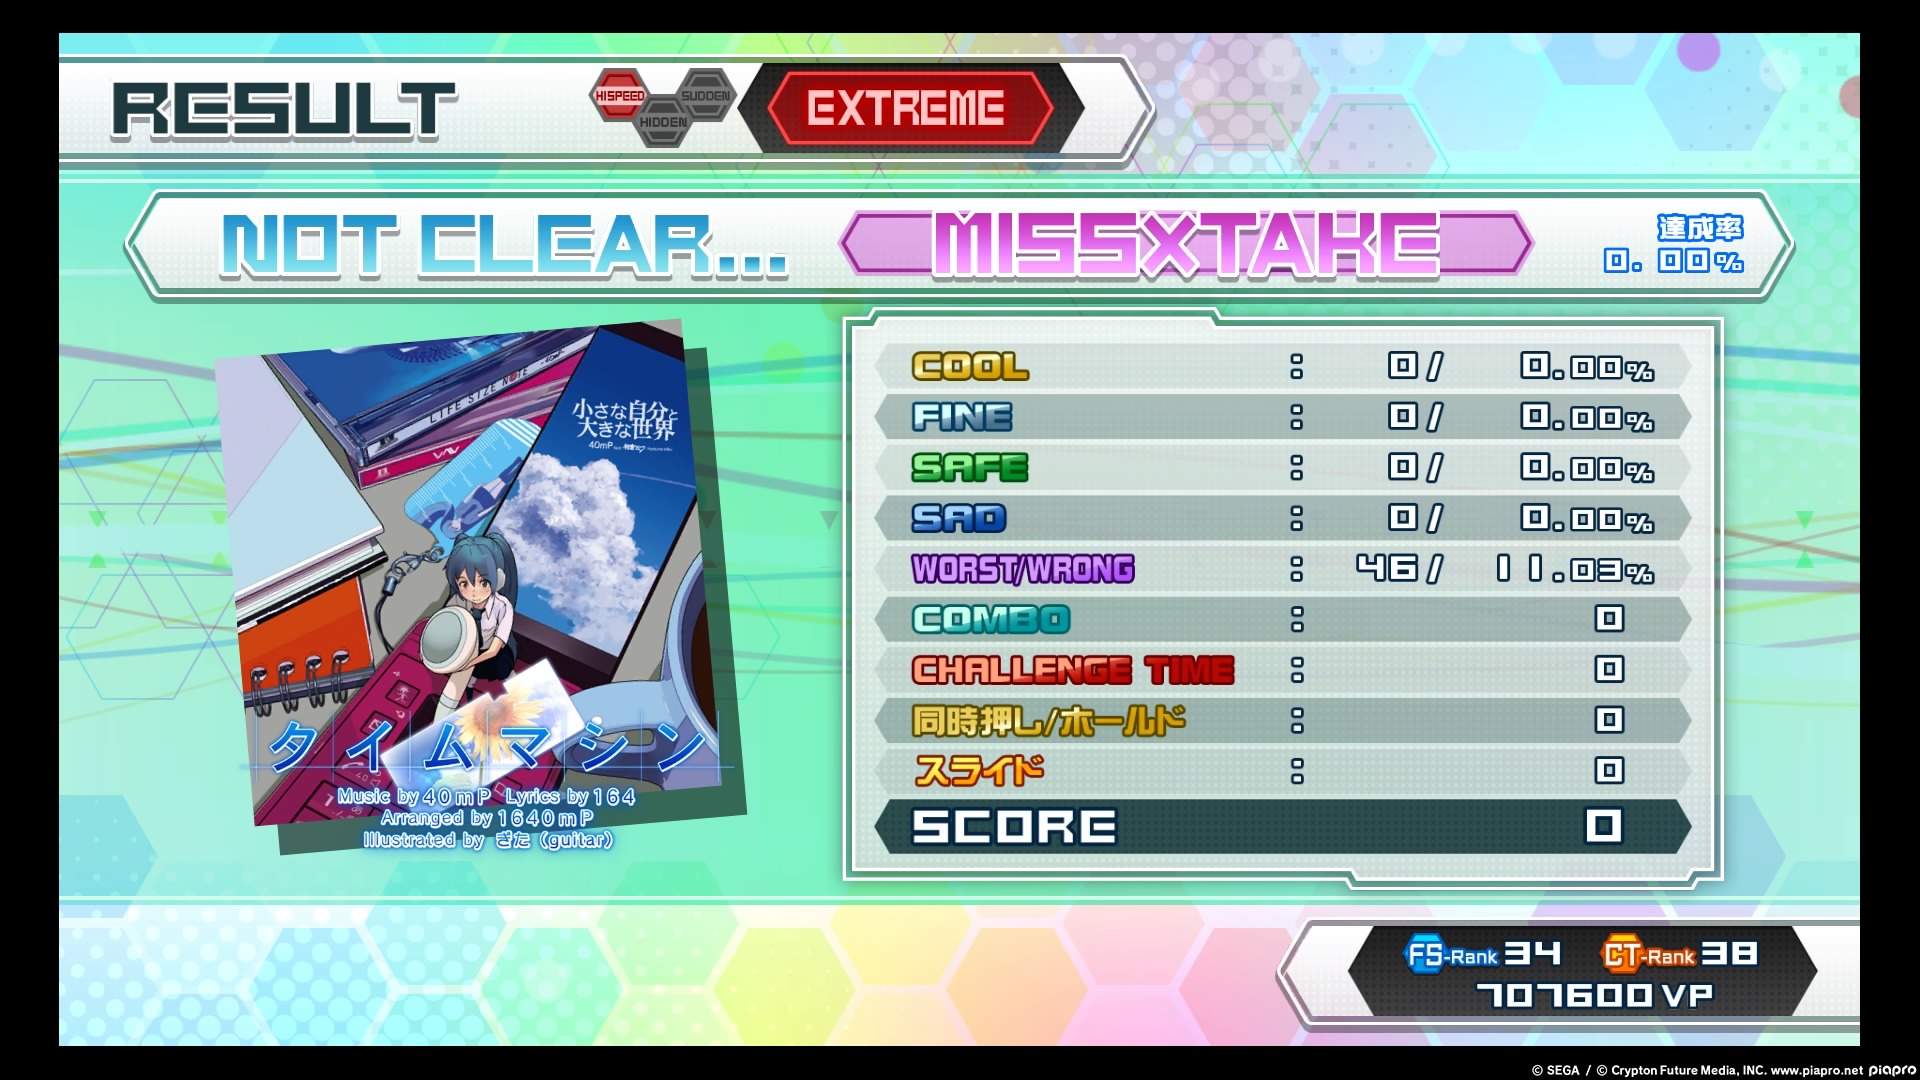 RESULT
HISPEED
HIDDEN
SUDDEN
EXTREME
NOT CLEAR...
MISS×TAKE
達成率
0.00%
COOL : 0 / 0.00%
FINE : 0 / 0.00%
SAFE : 0 / 0.00%
SAD : 0 / 0.00%
WORST/WRONG : 46 / 11.03%
COMBO : 0
CHALLENGE TIME : 0
同時押し/ホールド : 0
スライド : 0
SCORE 0
LIFE SIZE NOTE
小さな自分と
大きな世界
40mP
タイムマシン
Music by 40mP Lyrics by 164
Arranged by 1640mP
Illustrated by ぎた (guitar)
FS-Rank 34 CT-Rank 38
707600 VP
© SEGA / © Crypton Future Media, INC. www.piapro.net piapro